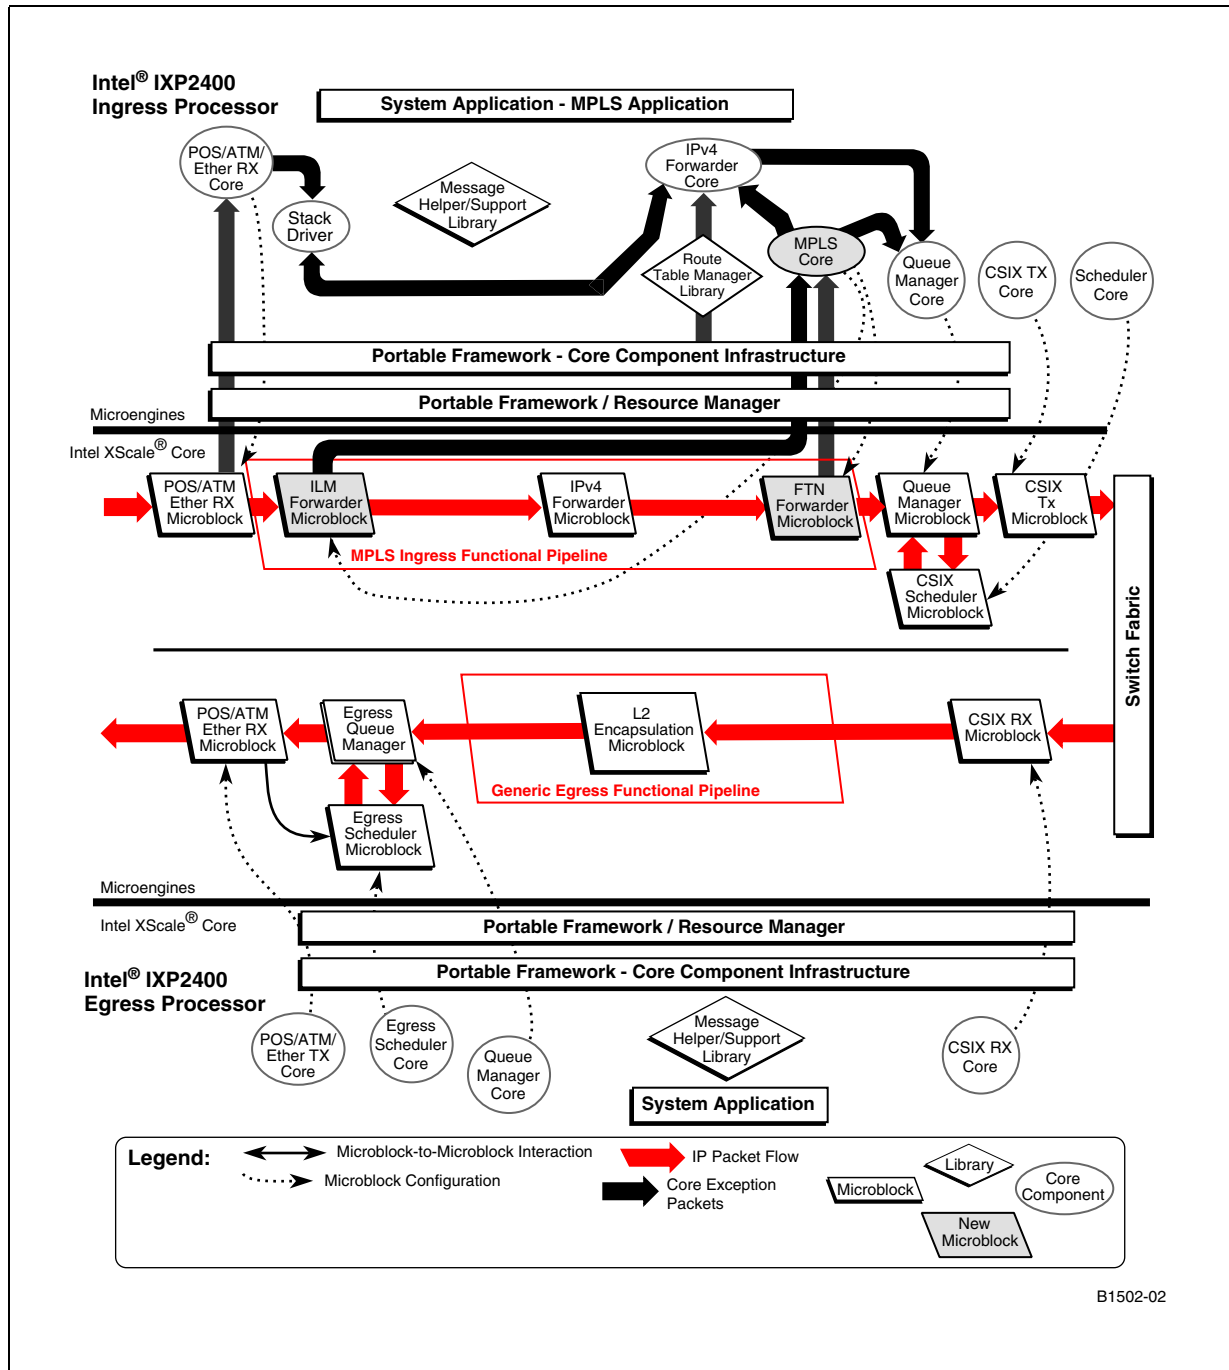 Intel® IXP2400
Ingress Processor
System Application - MPLS Application
POS/ATM/
Ether RX
Core
Stack
Driver
Message
Helper/Support
Library
IPv4
Forwarder
Core
Route
Table Manager
Library
MPLS
Core
Queue
Manager
Core
CSIX TX
Core
Scheduler
Core
Portable Framework - Core Component Infrastructure
Portable Framework / Resource Manager
Microengines
Intel XScale® Core
POS/ATM
Ether RX
Microblock
ILM
Forwarder
Microblock
IPv4
Forwarder
Microblock
FTN
Forwarder
Microblock
Queue
Manager
Microblock
CSIX
Tx
Microblock
MPLS Ingress Functional Pipeline
CSIX
Scheduler
Microblock
Switch Fabric
POS/ATM
Ether RX
Microblock
Egress
Queue
Manager
L2
Encapsulation
Microblock
CSIX RX
Microblock
Generic Egress Functional Pipeline
Egress
Scheduler
Microblock
Microengines
Intel XScale® Core
Portable Framework / Resource Manager
Portable Framework - Core Component Infrastructure
Intel® IXP2400
Egress Processor
POS/ATM/
Ether TX
Core
Egress
Scheduler
Core
Queue
Manager
Core
Message
Helper/Support
Library
CSIX RX
Core
System Application
Legend:
Microblock-to-Microblock Interaction
Microblock Configuration
IP Packet Flow
Core Exception
Packets
Microblock
Library
New
Microblock
Core
Component
B1502-02